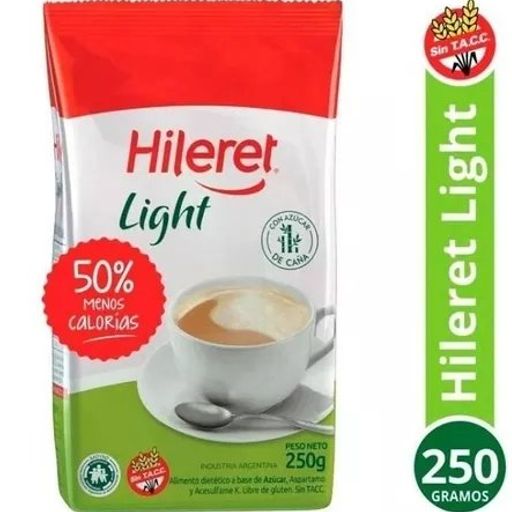 Hileret
Light
CON AZUCAR
DE CAÑA
50%
MENOS
CALORÍAS
PESO NETO
INDUSTRIA ARGENTINA
250g
Alimento dietético a base de Azúcar, Aspartamo
y Acesulfame K. Libre de gluten. Sin TACC.
Sin T.A.C.C.
Sin T.A.C.C.
Hileret Light
250
GRAMOS